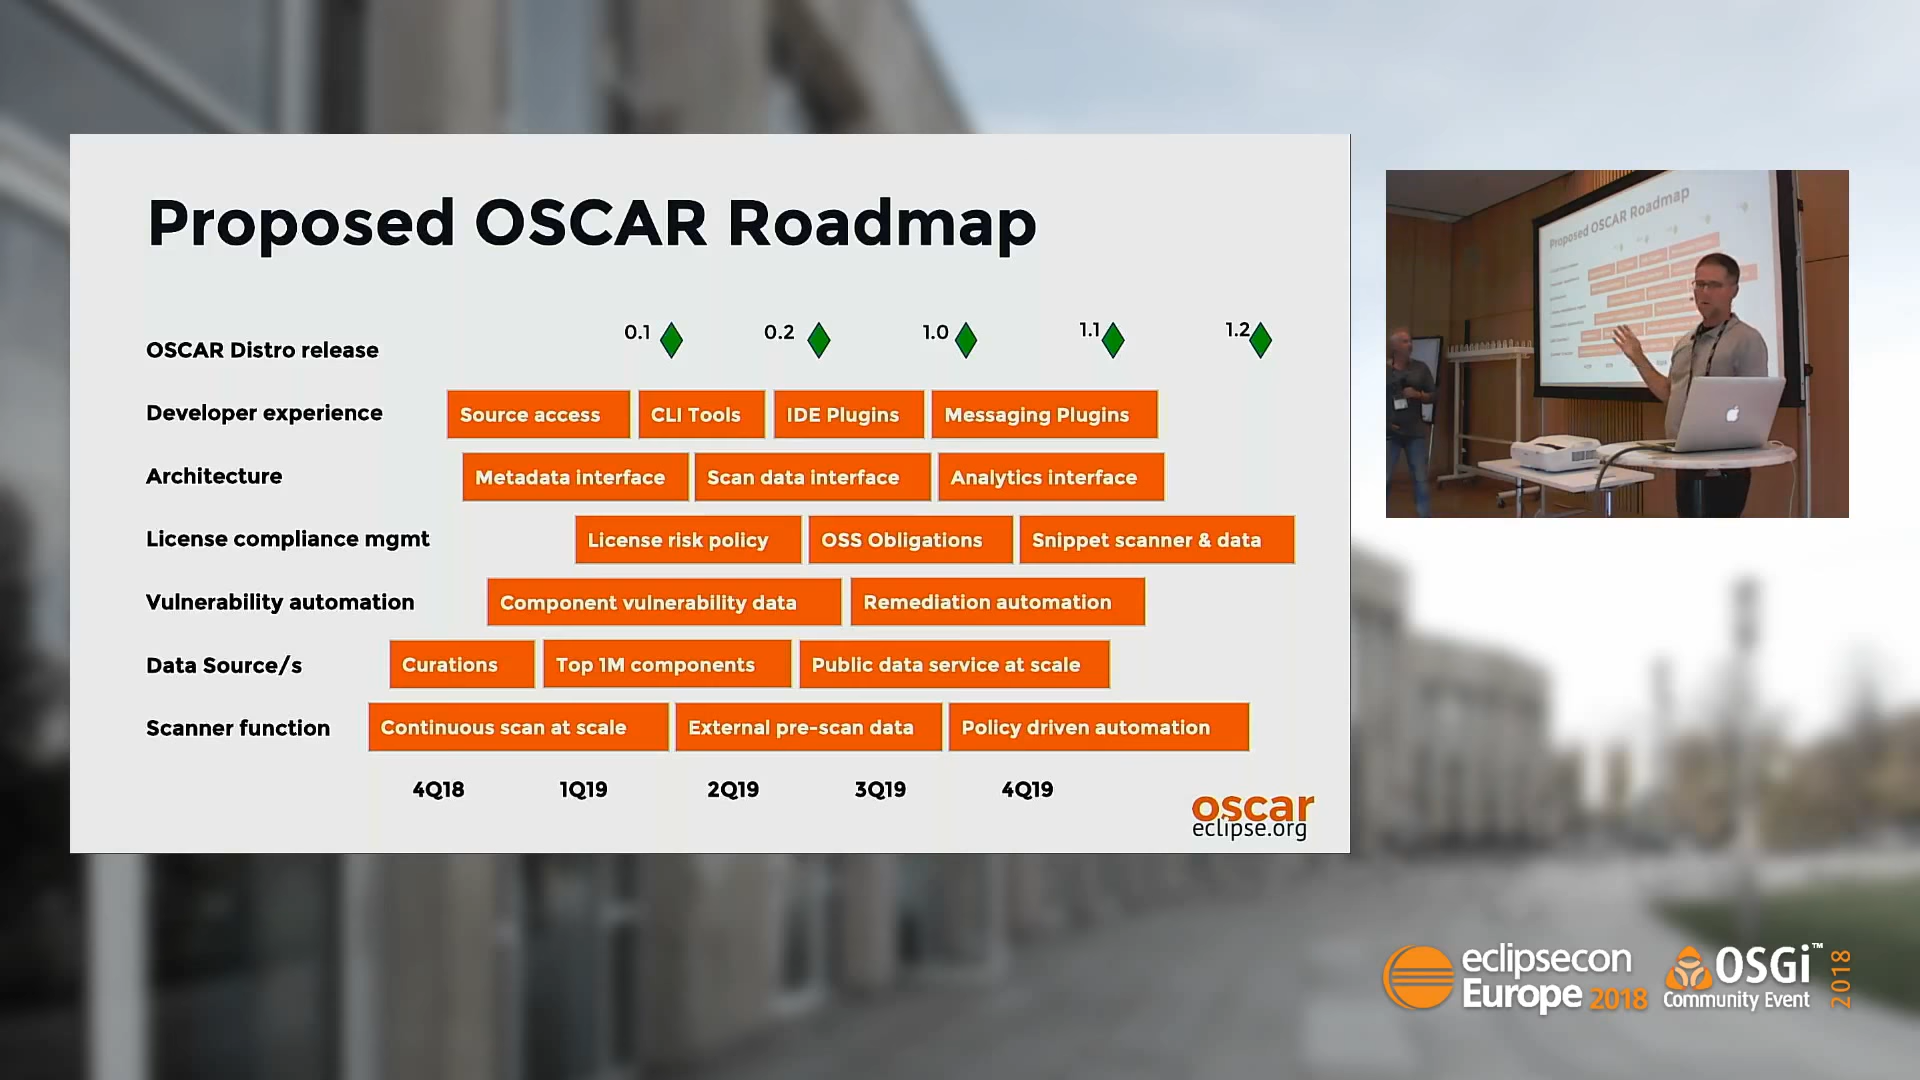 Proposed OSCAR Roadmap
OSCAR Distro release 0.1 0.2 1.0 1.1 1.2
Developer experience Source access CLI Tools IDE Plugins Messaging Plugins
Architecture Metadata interface Scan data interface Analytics interface
License compliance mgmt License risk policy OSS Obligations Snippet scanner & data
Vulnerability automation Component vulnerability data Remediation automation
Data Source/s Curations Top 1M components Public data service at scale
Scanner function Continuous scan at scale External pre-scan data Policy driven automation
4Q18 1Q19 2Q19 3Q19 4Q19
oscar
eclipse.org
Proposed OSCAR Roadmap
eclipsecon
Europe 2018
OSGi™
Community Event
2018